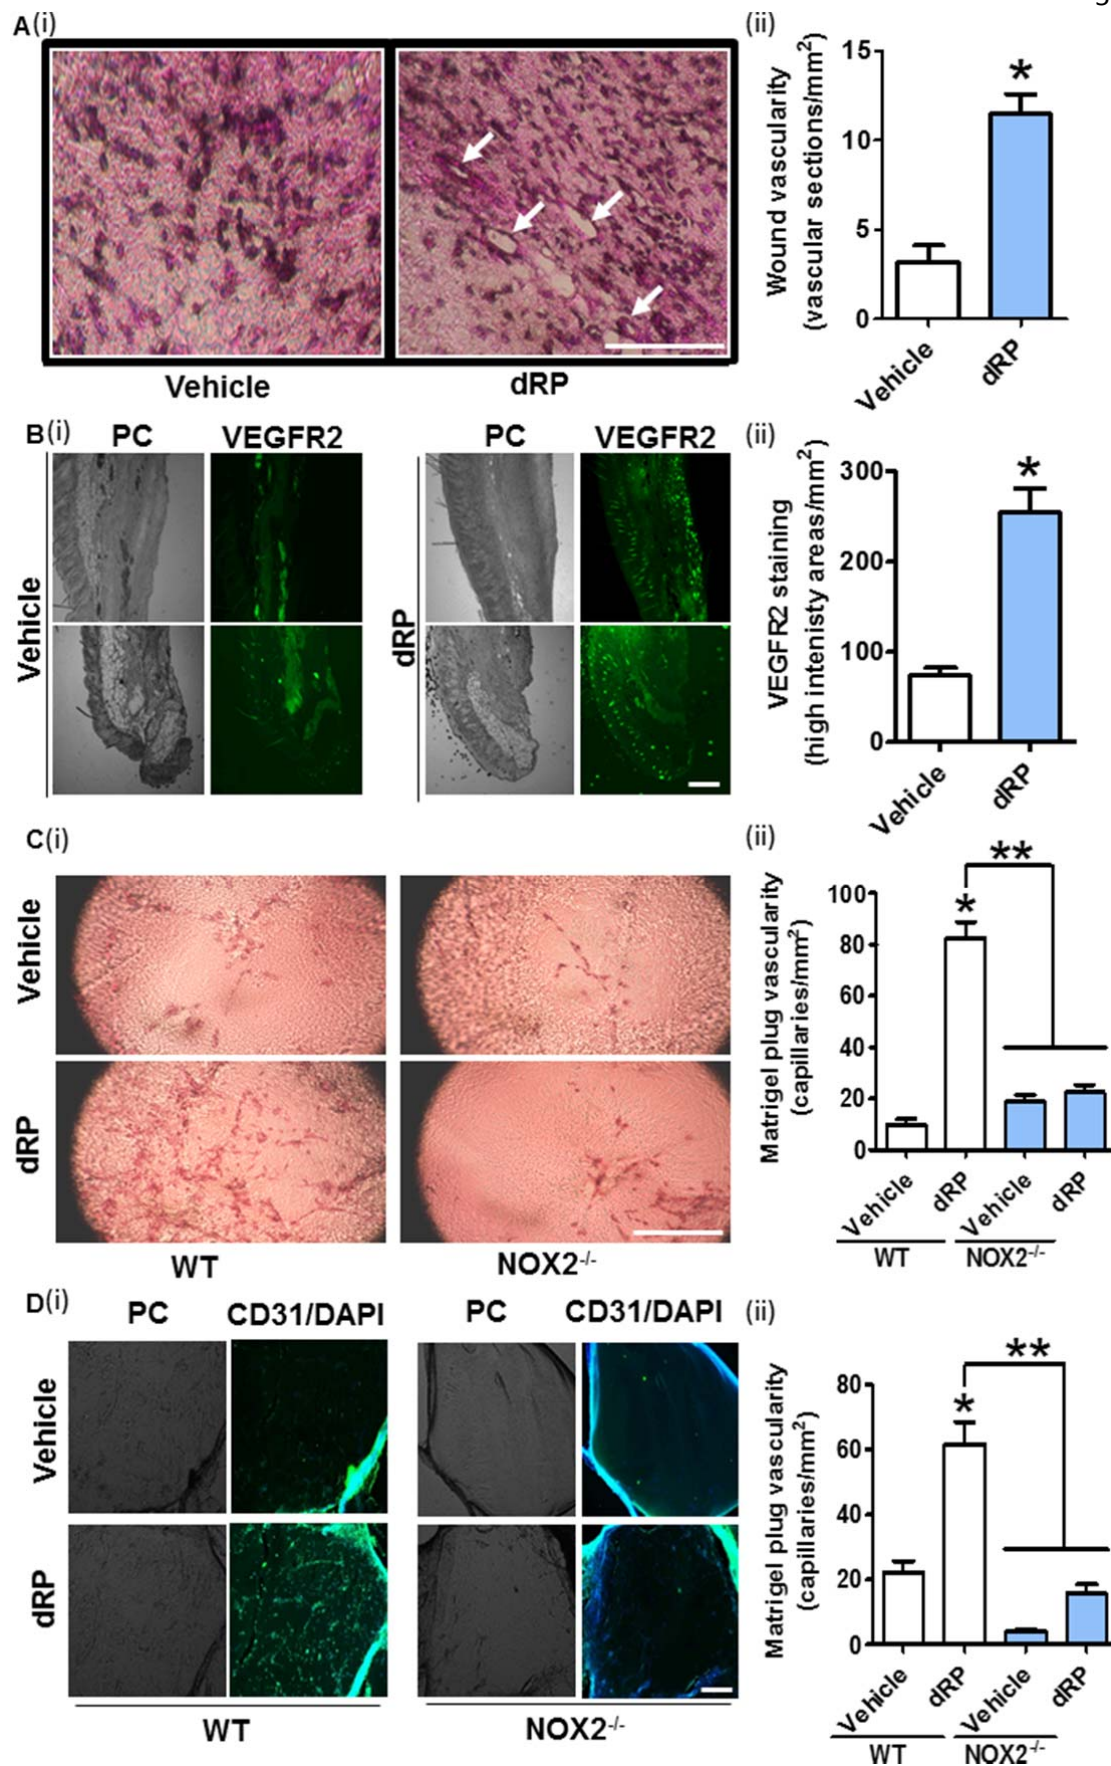 A(i)
Vehicle
dRP
(ii)
Wound vascularity
(vascular sections/mm²)
15
10
5
0
*
Vehicle
dRP
B(i)
PC
VEGFR2
PC
VEGFR2
Vehicle
dRP
(ii)
VEGFR2 staining
(high intenisty areas/mm²)
300
200
100
0
*
Vehicle
dRP
C(i)
Vehicle
dRP
WT
NOX2-/-
(ii)
Matrigel plug vascularity
(capillaries/mm²)
100
80
60
40
20
0
*
**
Vehicle
dRP
Vehicle
dRP
WT
NOX2-/-
D(i)
PC
CD31/DAPI
PC
CD31/DAPI
Vehicle
dRP
WT
NOX2-/-
(ii)
Matrigel plug vascularity
(capillaries/mm²)
80
60
40
20
0
*
**
Vehicle
dRP
Vehicle
dRP
WT
NOX2-/-